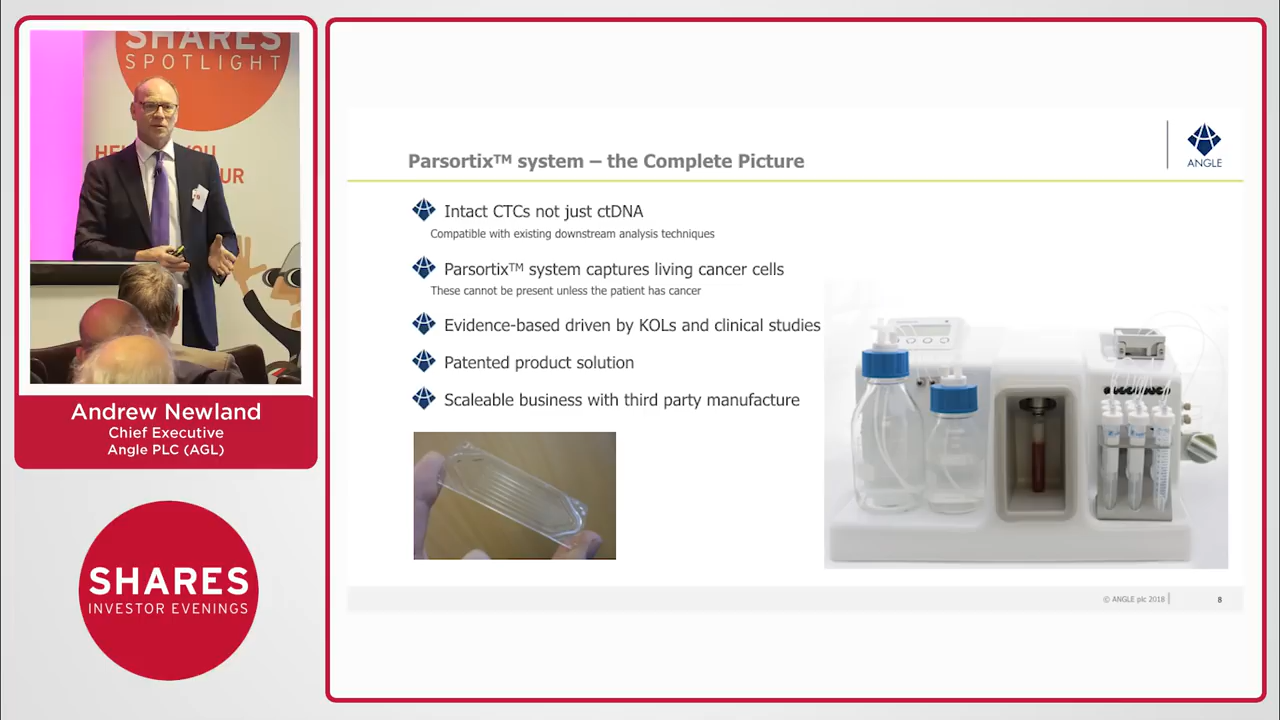 SHARES
SPOTLIGHT
Andrew Newland
Chief Executive
Angle PLC (AGL)
SHARES
INVESTOR EVENINGS
ANGLE
Parsortix™ system – the Complete Picture
Intact CTCs not just ctDNA
Compatible with existing downstream analysis techniques
Parsortix™ system captures living cancer cells
These cannot be present unless the patient has cancer
Evidence-based driven by KOLs and clinical studies
Patented product solution
Scaleable business with third party manufacture
© ANGLE plc 2018
8